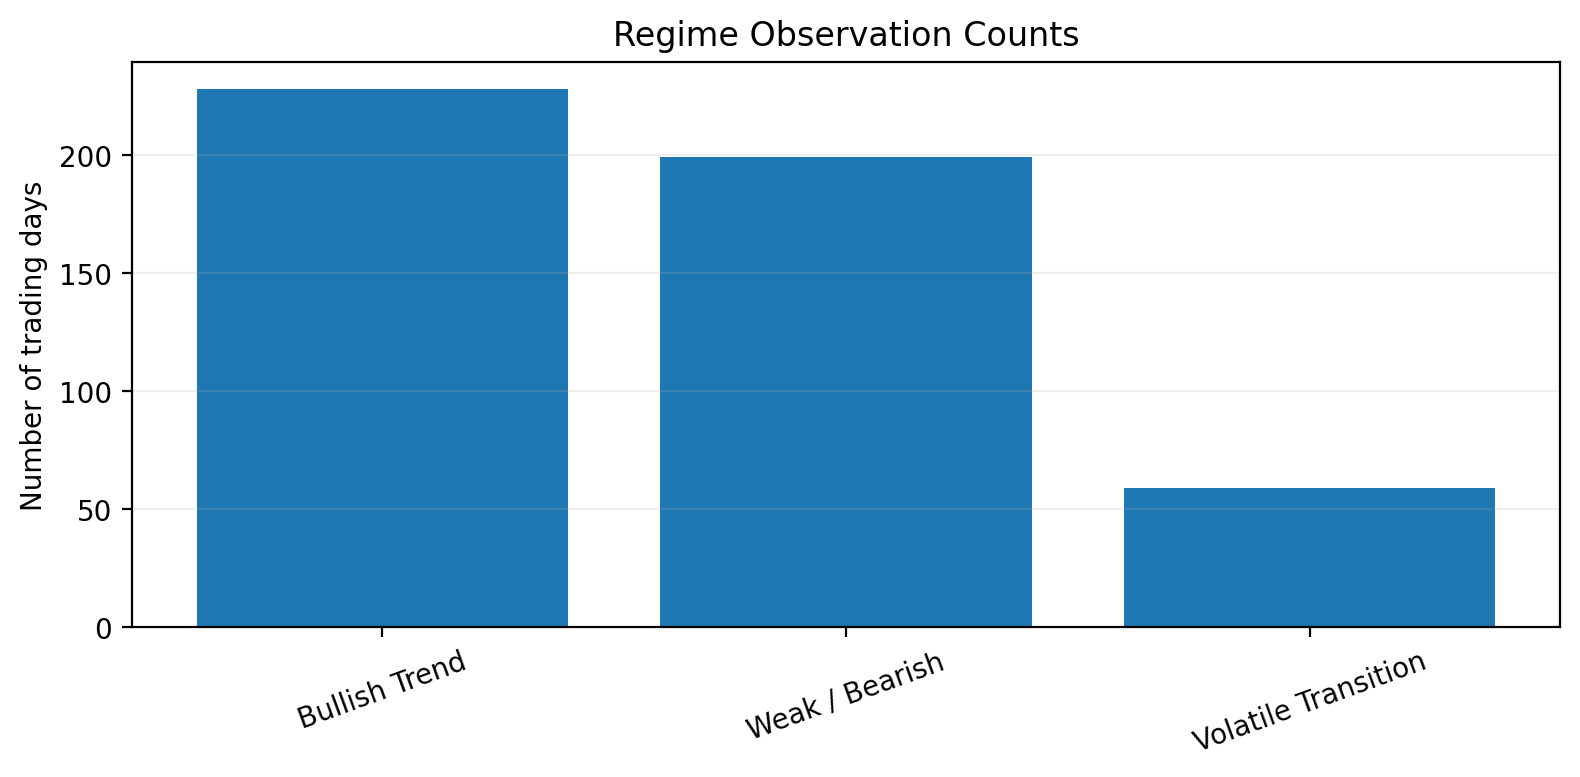 Regime Observation Counts
Number of trading days
200
150
100
50
0
Bullish Trend
Weak / Bearish
Volatile Transition